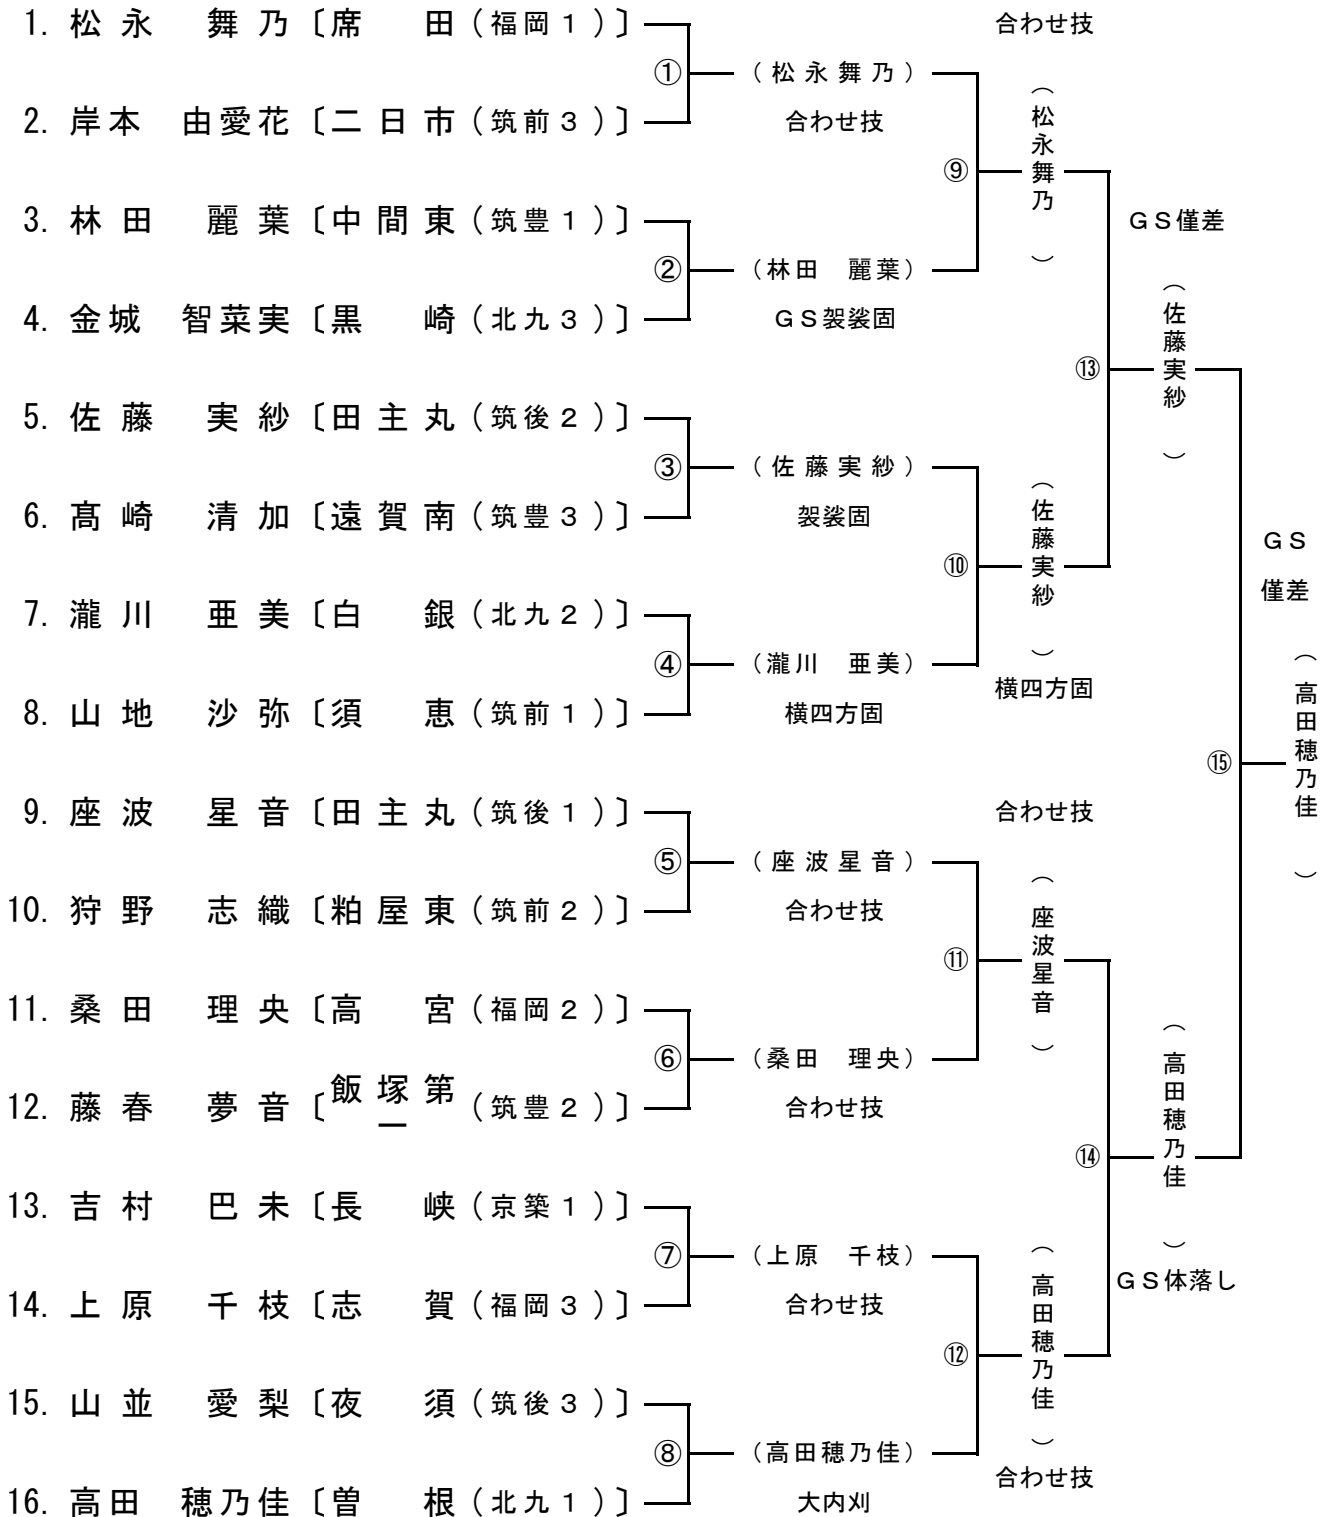 1. 松永　舞乃〔席　田（福岡１）〕
2. 岸本　由愛花〔二日市（筑前３）〕
3. 林田　麗葉〔中間東（筑豊１）〕
4. 金城　智菜実〔黒　崎（北九３）〕
5. 佐藤　実紗〔田主丸（筑後２）〕
6. 髙崎　清加〔遠賀南（筑豊３）〕
7. 瀧川　亜美〔白　銀（北九２）〕
8. 山地　沙弥〔須　恵（筑前１）〕
9. 座波　星音〔田主丸（筑後１）〕
10. 狩野　志織〔粕屋東（筑前２）〕
11. 桑田　理央〔高　宮（福岡２）〕
12. 藤春　夢音〔飯塚第一（筑豊２）〕
13. 吉村　巴未〔長　峡（京築１）〕
14. 上原　千枝〔志　賀（福岡３）〕
15. 山並　愛梨〔夜　須（筑後３）〕
16. 高田　穂乃佳〔曽　根（北九１）〕
①
（松永舞乃）
合わせ技
②
（林田　麗葉）
ＧＳ袈裟固
③
（佐藤実紗）
袈裟固
④
（瀧川　亜美）
横四方固
⑤
（座波星音）
合わせ技
⑥
（桑田　理央）
合わせ技
⑦
（上原　千枝）
合わせ技
⑧
（高田穂乃佳）
大内刈
合わせ技
⑨
（松永舞乃）
⑩
（佐藤実紗）
横四方固
合わせ技
⑪
（座波星音）
⑫
（高田穂乃佳）
合わせ技
ＧＳ僅差
⑬
（佐藤実紗）
⑭
（高田穂乃佳）
ＧＳ体落し
ＧＳ
僅差
⑮
（高田穂乃佳）